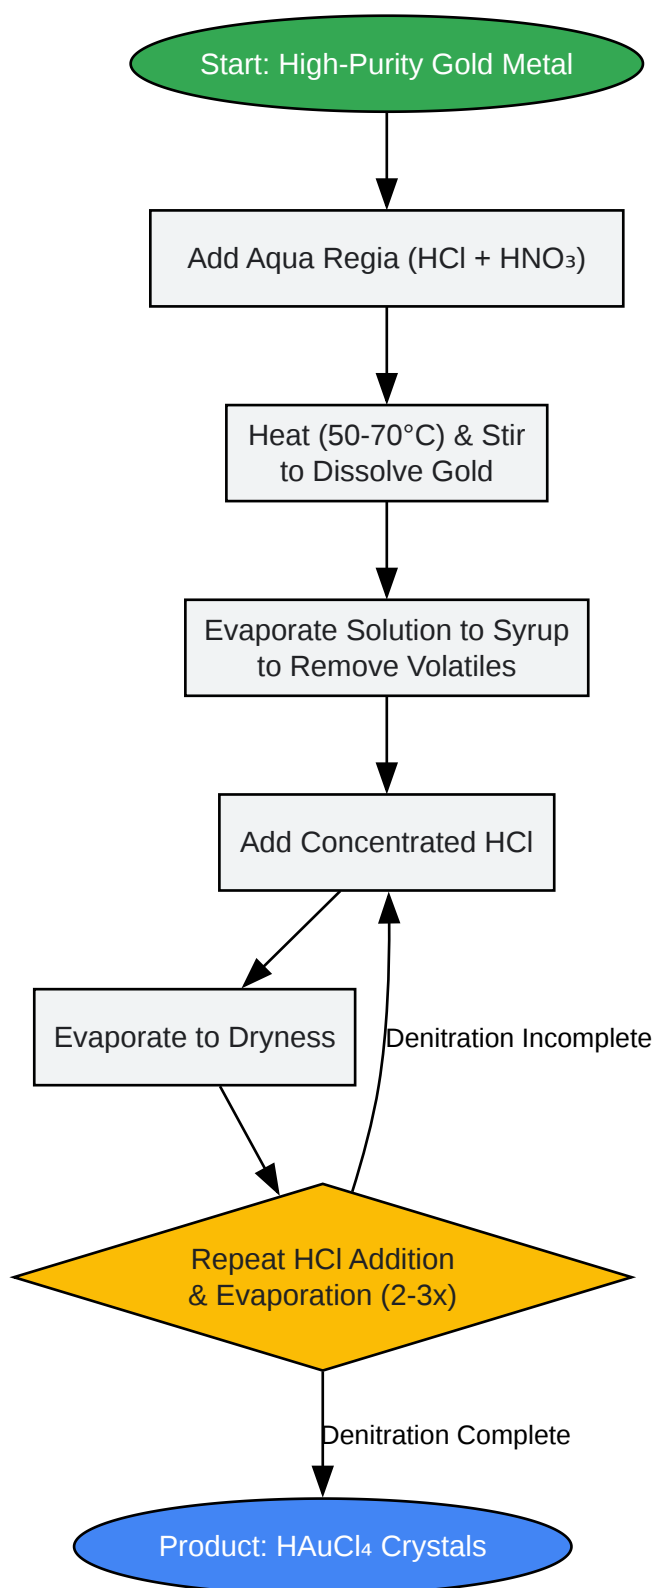 Start: High-Purity Gold Metal
Add Aqua Regia (HCl + HNO₃)
Heat (50-70°C) & Stir
to Dissolve Gold
Evaporate Solution to Syrup
to Remove Volatiles
Add Concentrated HCl
Evaporate to Dryness
Denitration Incomplete
Repeat HCl Addition
& Evaporation (2-3x)
Denitration Complete
Product: HAuCl₄ Crystals